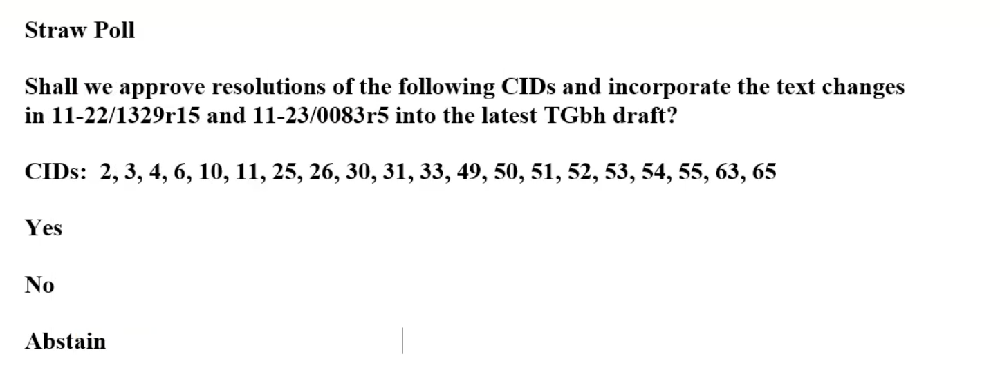 Straw Poll
Shall we approve resolutions of the following CIDs and incorporate the text changes
in 11-22/1329r15 and 11-23/0083r5 into the latest TGbh draft?
CIDs:  2, 3, 4, 6, 10, 11, 25, 26, 30, 31, 33, 49, 50, 51, 52, 53, 54, 55, 63, 65
Yes
No
Abstain